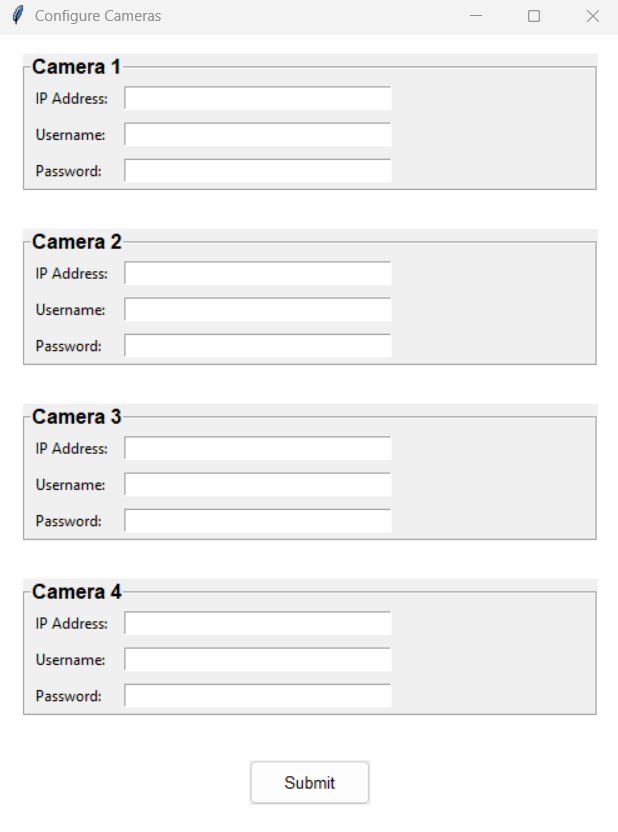 Configure Cameras
Camera 1
IP Address:
Username:
Password:
Camera 2
IP Address:
Username:
Password:
Camera 3
IP Address:
Username:
Password:
Camera 4
IP Address:
Username:
Password:
Submit